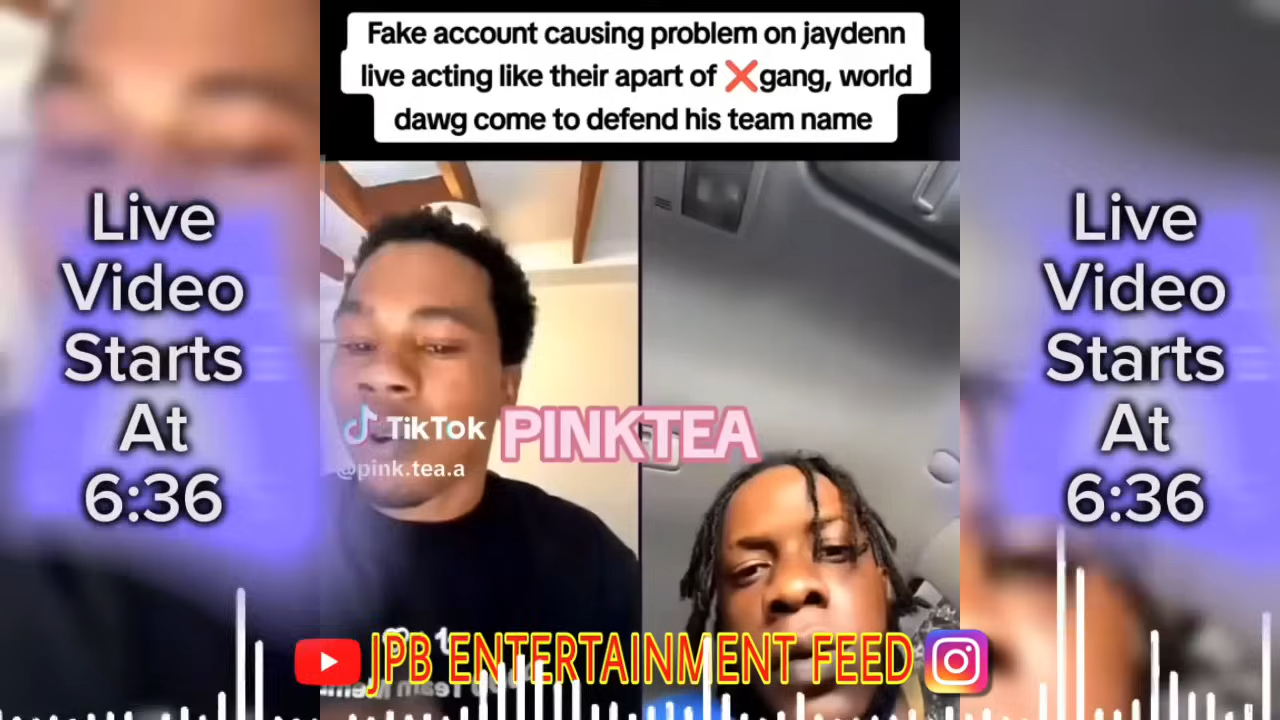 Fake account causing problem on jaydenn
live acting like their apart of ❌gang, world
dawg come to defend his team name
Live
Video
Starts
At
6:36
Live
Video
Starts
At
6:36
TikTok
@pink.tea.a
PINKTEA
JPB ENTERTAINMENT FEED